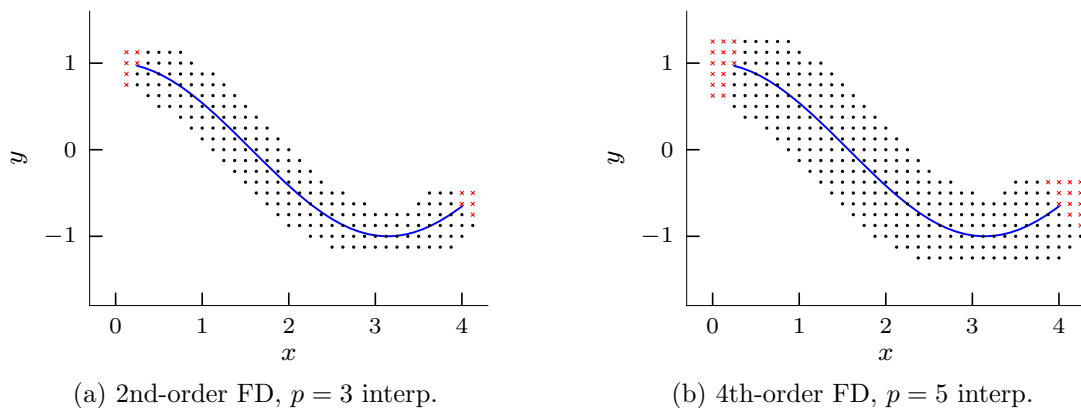 1
0
−1
y
0
1
2
3
4
x
(a) 2nd-order FD, p = 3 interp.
1
0
−1
y
0
1
2
3
4
x
(b) 4th-order FD, p = 5 interp.